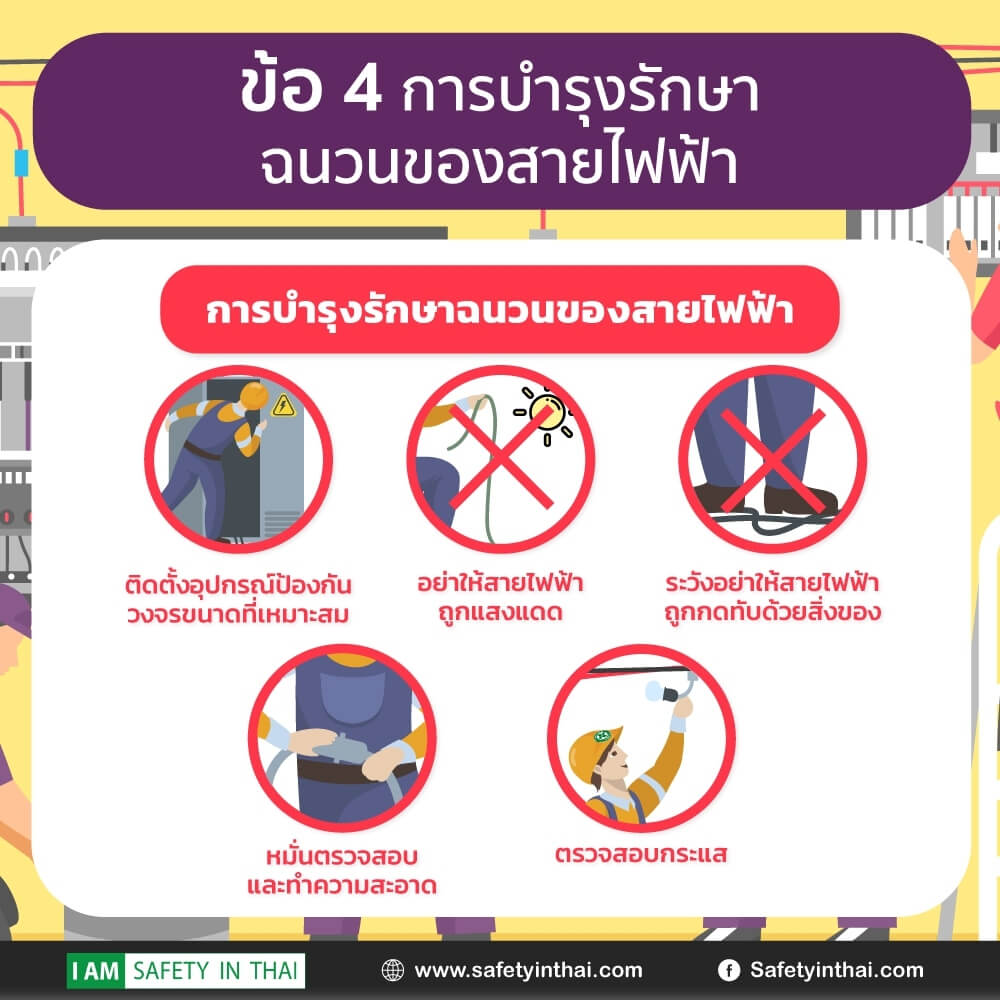 ข้อ 4 การบำรุงรักษา
ฉนวนของสายไฟฟ้า
การบำรุงรักษาฉนวนของสายไฟฟ้า
ติดตั้งอุปกรณ์ป้องกัน
วงจรขนาดที่เหมาะสม
อย่าให้สายไฟฟ้า
ถูกแสงแดด
ระวังอย่าให้สายไฟฟ้า
ถูกกดทับด้วยสิ่งของ
หมั่นตรวจสอบ
และทำความสะอาด
ตรวจสอบกระแส
I AM SAFETY IN THAI
www.safetyinthai.com
Safetyinthai.com